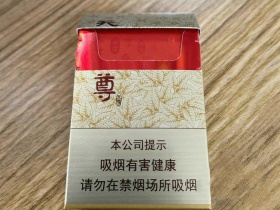 尊
本公司提示
吸烟有害健康
请勿在禁烟场所吸烟